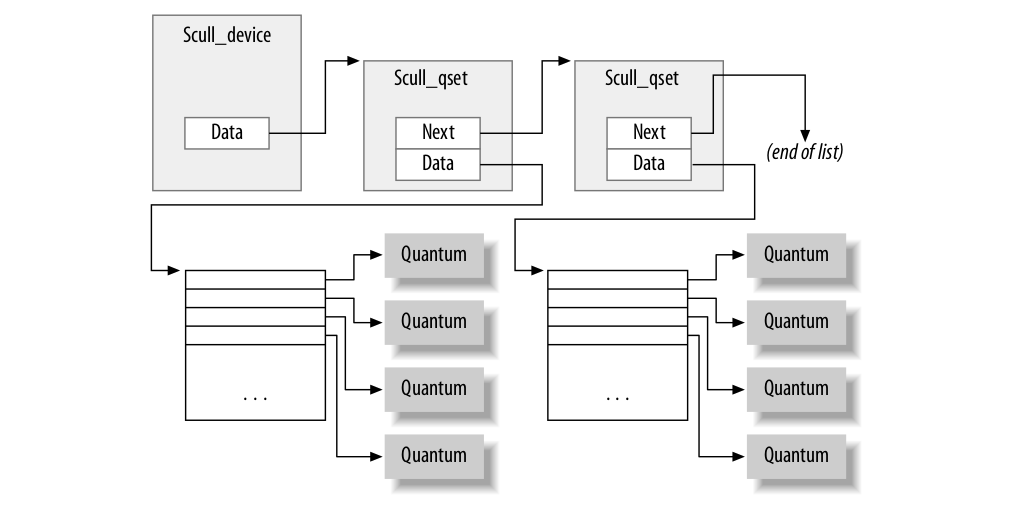 Scull_device
Scull_qset
Scull_qset
Data
Next
Next
Data
Data
(end of list)
Quantum
Quantum
Quantum
Quantum
. . .
Quantum
Quantum
. . .
Quantum
Quantum